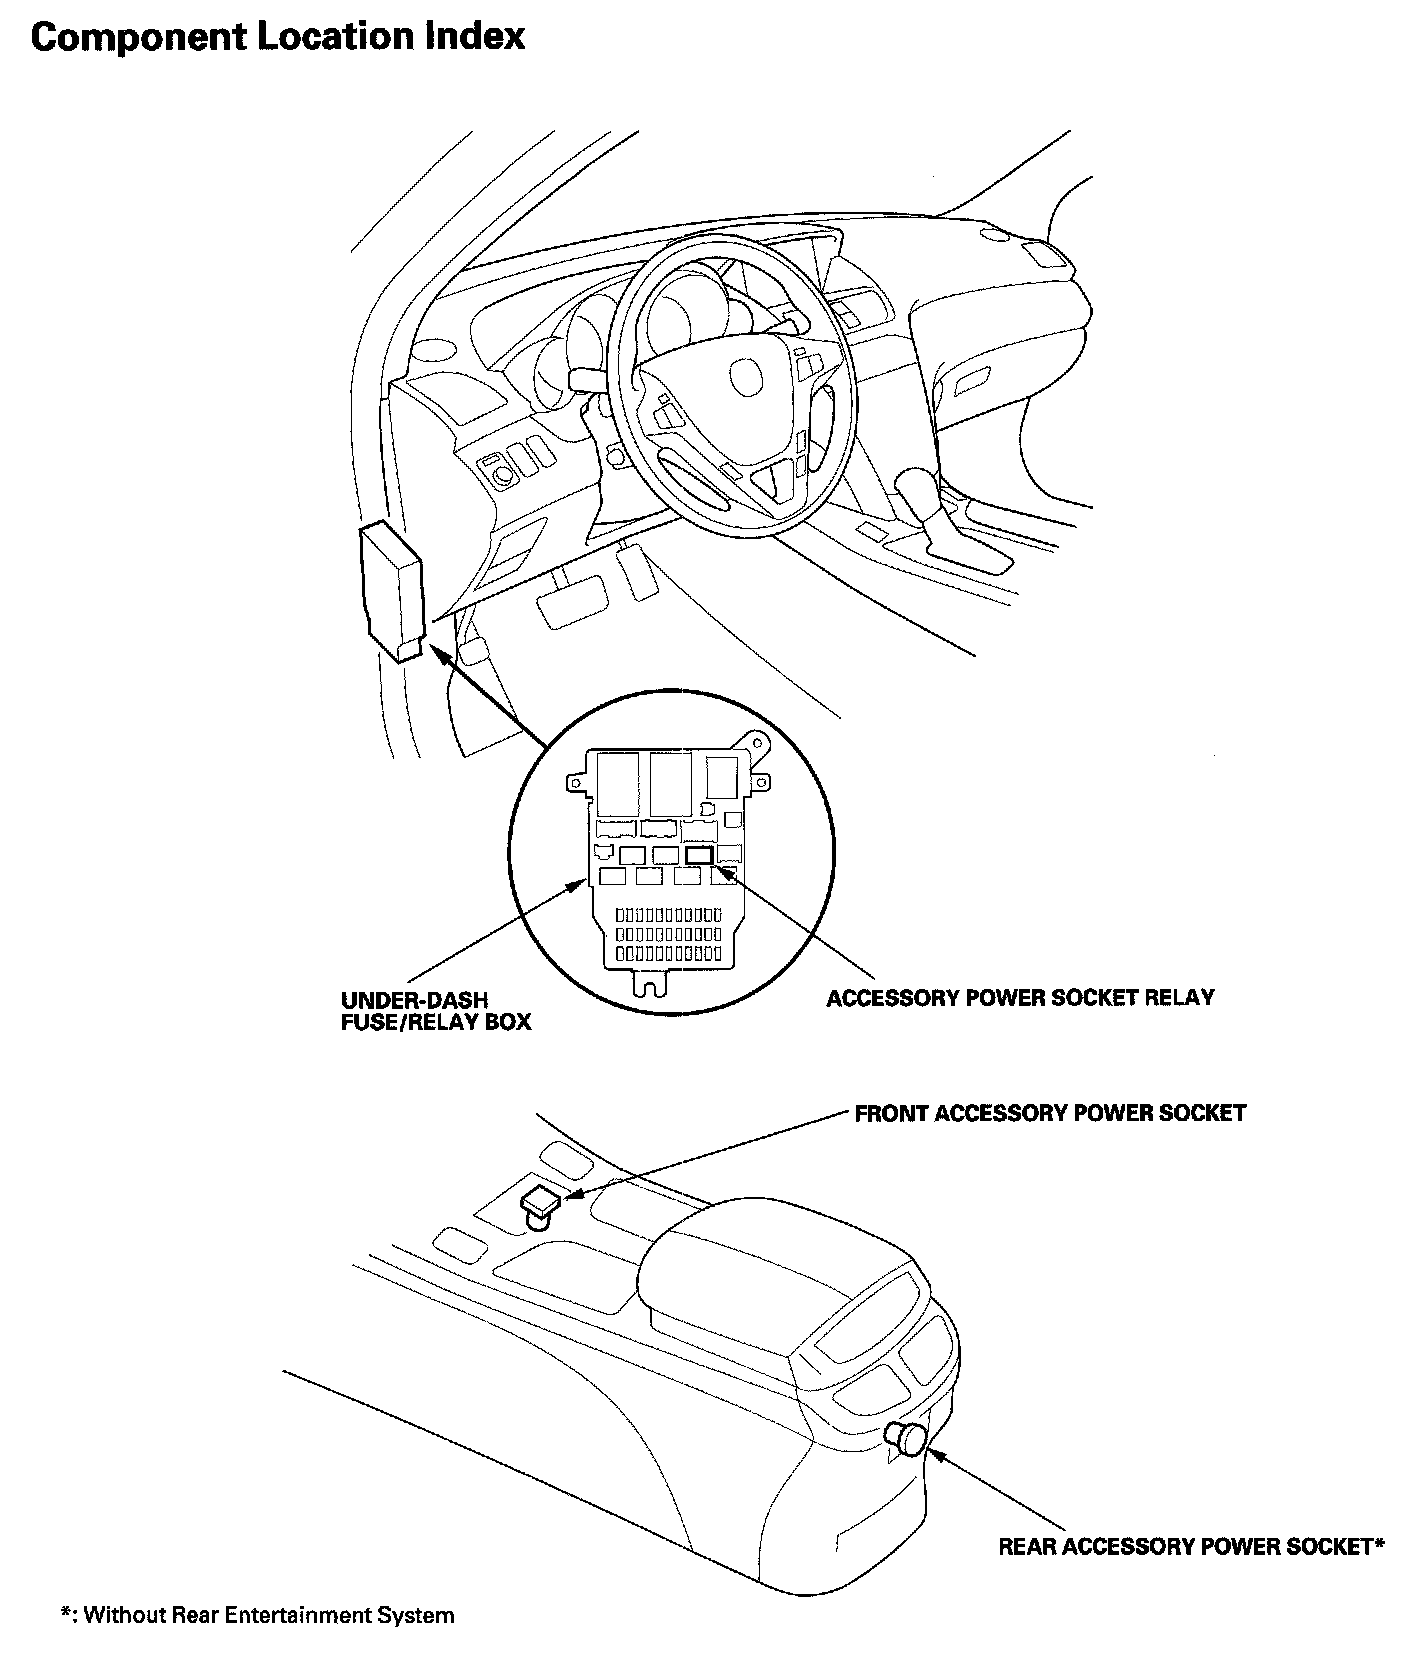 Component Location Index
UNDER-DASH
FUSE/RELAY BOX
ACCESSORY POWER SOCKET RELAY
FRONT ACCESSORY POWER SOCKET
REAR ACCESSORY POWER SOCKET*
*: Without Rear Entertainment System